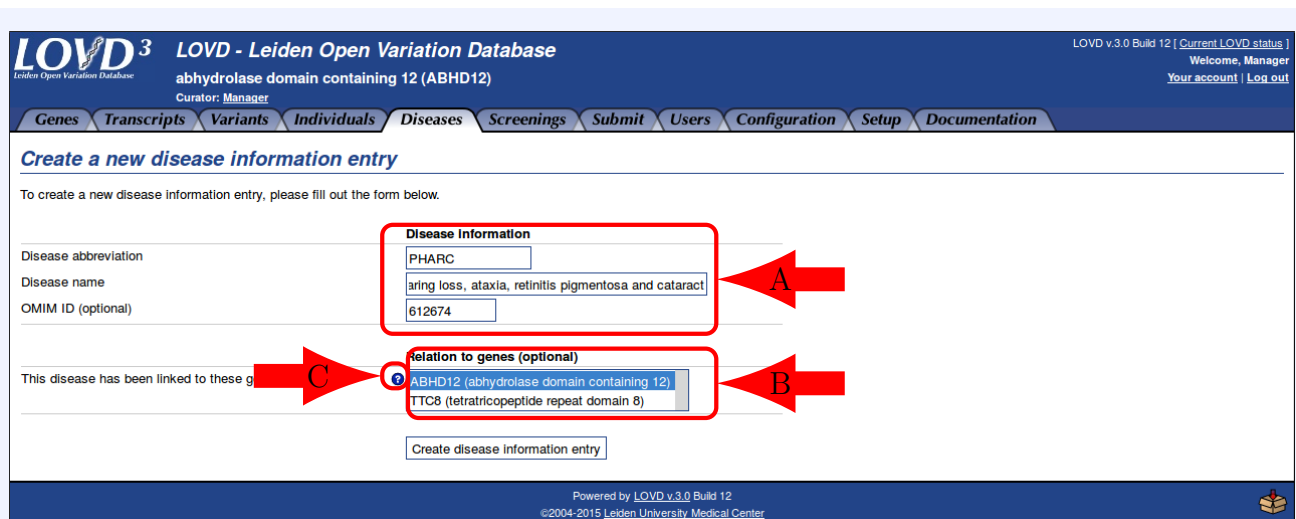 LOVD 3 LOVD - Leiden Open Variation Database
Leiden Open Variation Database
abhydrolase domain containing 12 (ABHD12)
Curator: Manager
LOVD v.3.0 Build 12 [ Current LOVD status ]
Welcome, Manager
Your account | Log out
Genes Transcripts Variants Individuals Diseases Screenings Submit Users Configuration Setup Documentation
Create a new disease information entry
To create a new disease information entry, please fill out the form below.
Disease information
Disease abbreviation PHARC
Disease name aring loss, ataxia, retinitis pigmentosa and cataract
A
OMIM ID (optional) 612674
Relation to genes (optional)
This disease has been linked to these g
C
? ABHD12 (abhydrolase domain containing 12)
B
TTC8 (tetratricopeptide repeat domain 8)
Create disease information entry
Powered by LOVD v.3.0 Build 12
©2004-2015 Leiden University Medical Center